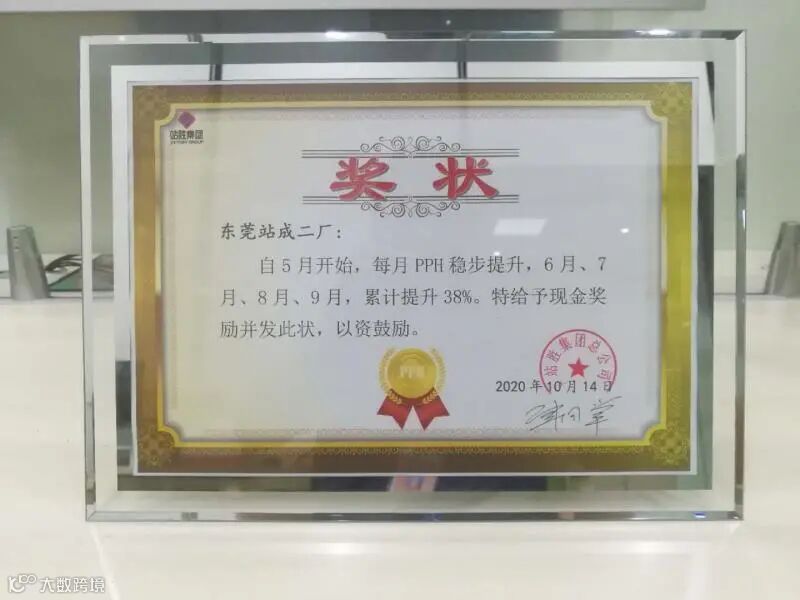 站胜集团
奖状
东莞站成二厂：
自5月开始，每月PPH稳步提升，6月、7
月、8月、9月，累计提升38%。特给予现金奖
励并发此状，以资鼓励。
PPH
站胜集团总公司
2020年10月14日
大数跨境